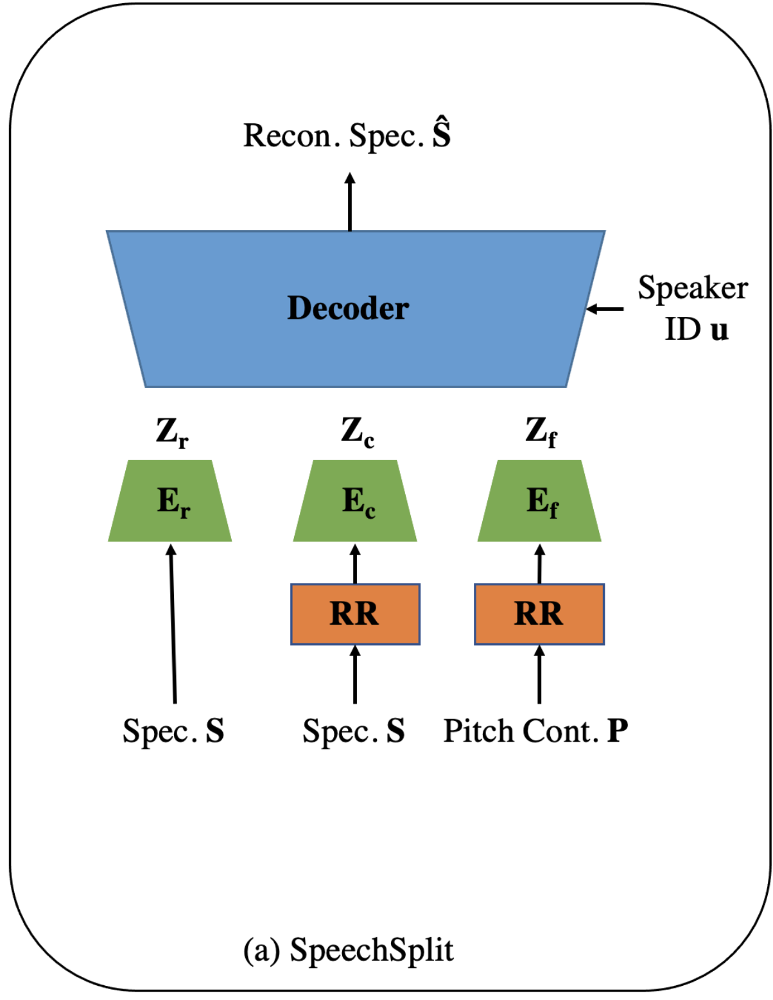 Recon. Spec. Ŝ
Decoder
Speaker
ID u
Zr Zc Zf
Er Ec Ef
RR RR
Spec. S Spec. S Pitch Cont. P
(a) SpeechSplit